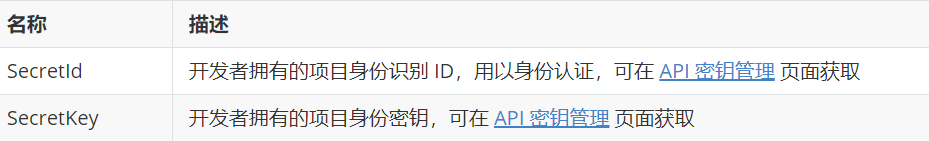 名称 描述
SecretId 开发者拥有的项目身份识别 ID，用以身份认证，可在 API 密钥管理 页面获取
SecretKey 开发者拥有的项目身份密钥，可在 API 密钥管理 页面获取